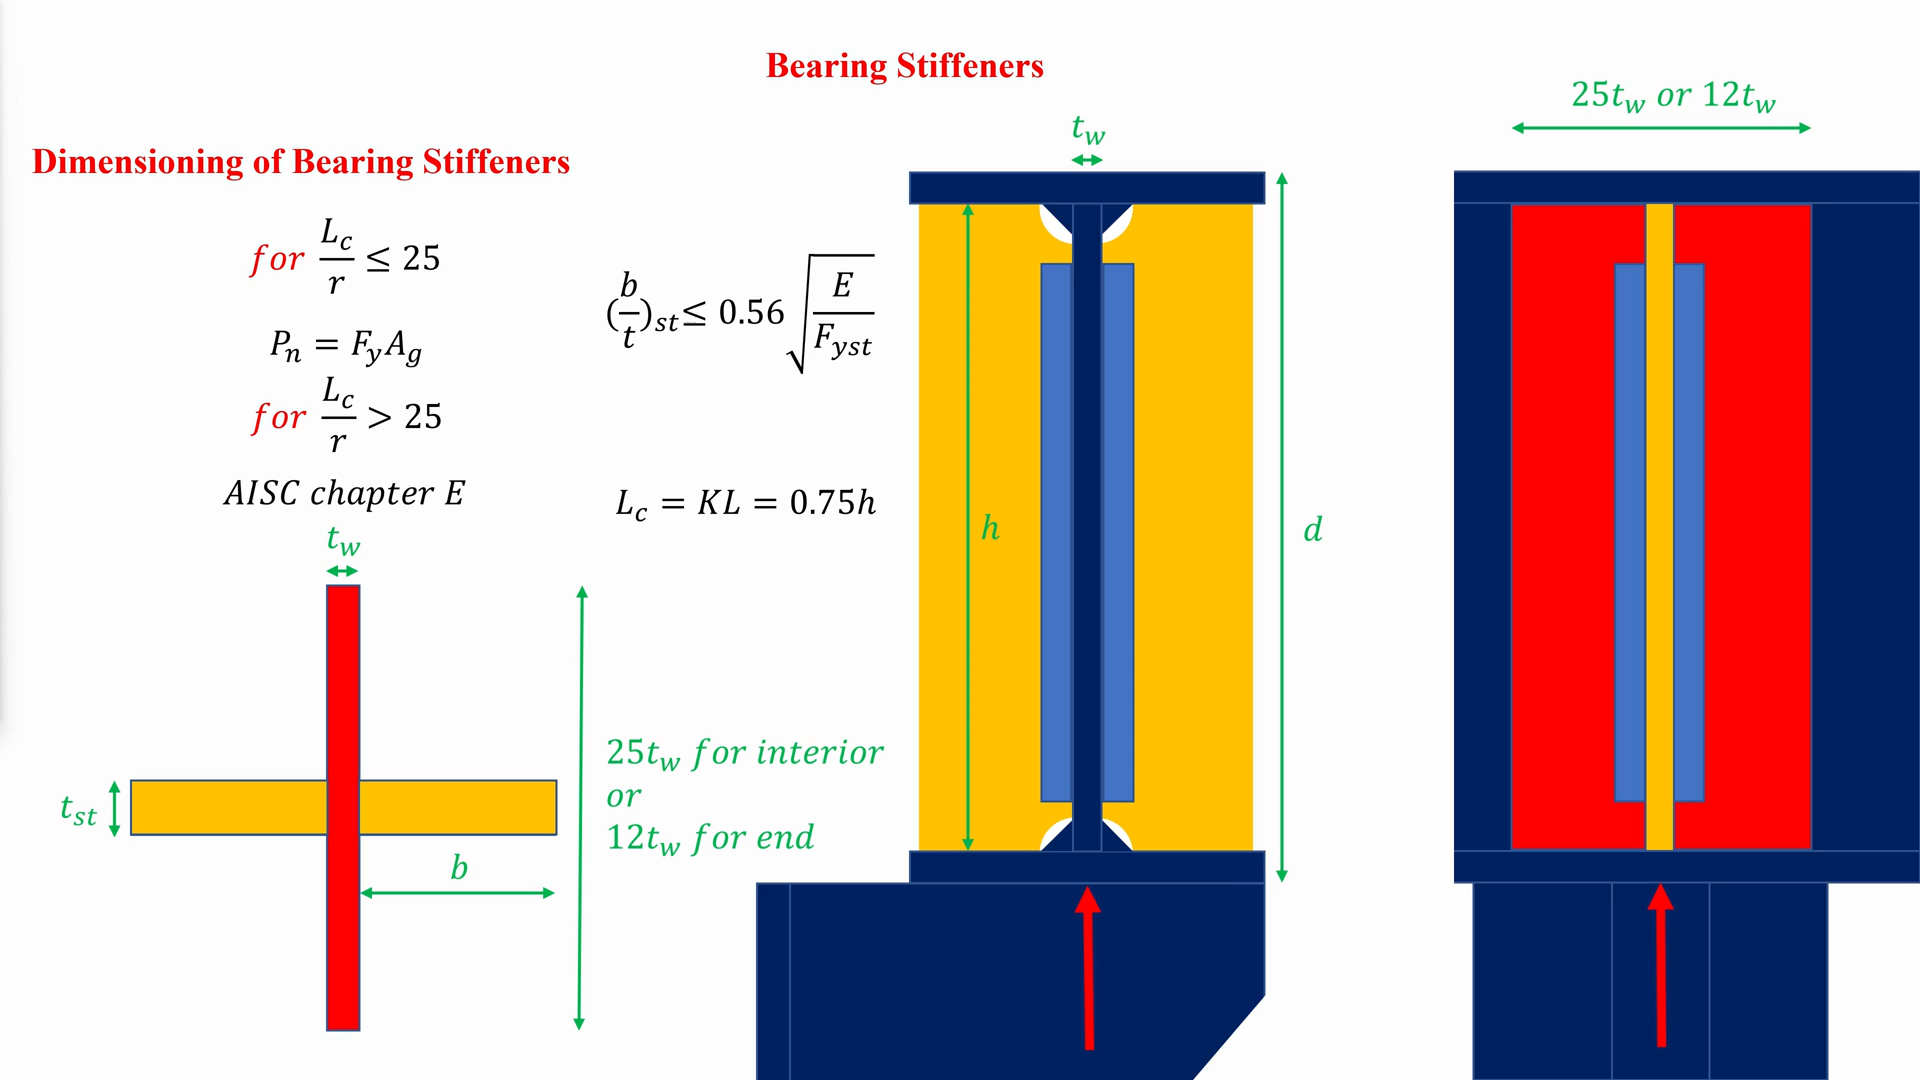 Bearing Stiffeners
Dimensioning of Bearing Stiffeners
for L_c/r ≤ 25
P_n = F_y A_g
for L_c/r > 25
AISC chapter E
(b/t)_st ≤ 0.56 √(E/F_yst)
L_c = KL = 0.75h
t_w
t_st
b
25t_w for interior
or
12t_w for end
t_w
h
d
25t_w or 12t_w